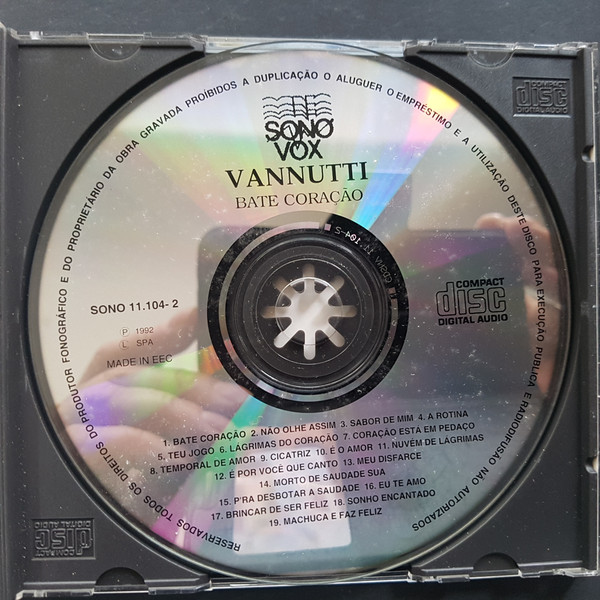 RESERVADOS TODOS OS DIREITOS DO PRODUTOR FONOGRÁFICO E DO PROPRIETÁRIO DA OBRA GRAVADA PROÍBIDOS A DUPLICAÇÃO O ALUGUER O EMPRÉSTIMO E A UTILIZAÇÃO DESTE DISCO PARA EXECUÇÃO PUBLICA E RADIODIFUSÃO NÃO AUTORIZADOS
SONO
VOX
VANNUTTI
BATE CORAÇÃO
SONO 11.104-2
COMPACT
disc
DIGITAL AUDIO
P 1992
L SPA
MADE IN EEC
1. BATE CORAÇÃO 2. NÃO OLHE ASSIM 3. SABOR DE MIM 4. A ROTINA
5. TEU JOGO 6. LÁGRIMAS DO CORAÇÃO 7. CORAÇÃO ESTA EM PEDAÇO
8. TEMPORAL DE AMOR 9. CICATRIZ 10. É O AMOR 11. NUVÉM DE LÁGRIMAS
12. É POR VOCÊ QUE CANTO 13. MEU DISFARCE
14. MORTO DE SAUDADE SUA
15. P'RA DESBOTAR A SAUDADE 16. EU TE AMO
17. BRINCAR DE SER FELIZ 18. SONHO ENCANTADO
19. MACHUCA E FAZ FELIZ
COMPACT
disc
DIGITAL AUDIO
COMPACT
disc
DIGITAL AUDIO